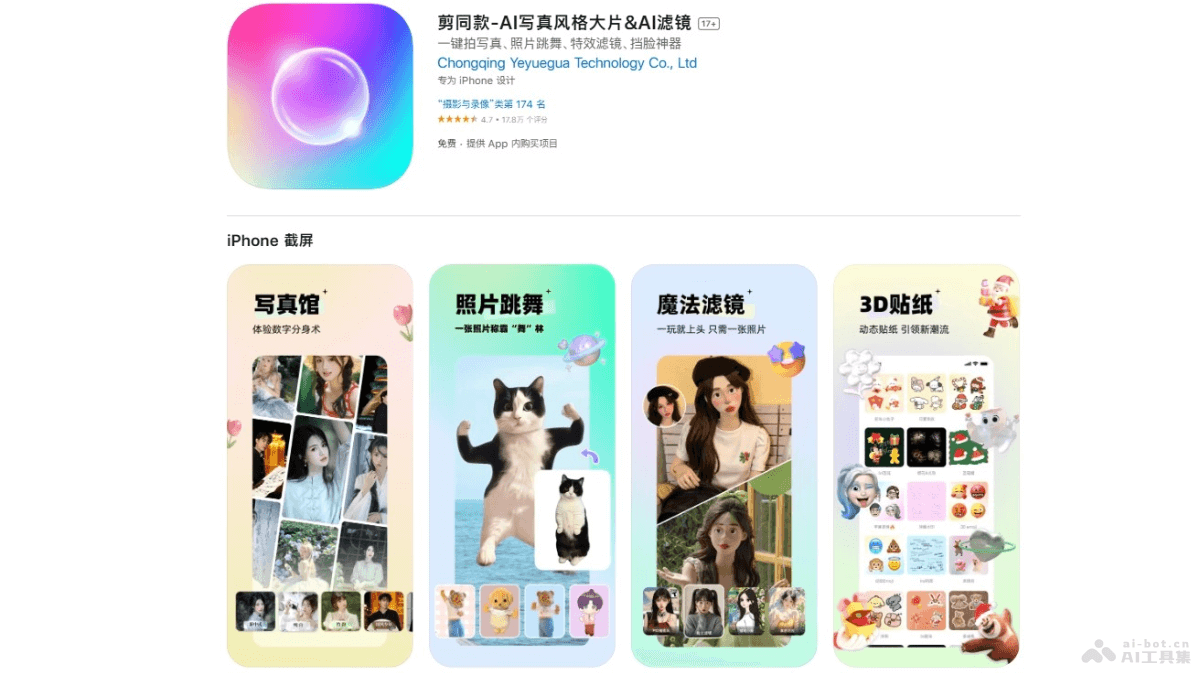 剪同款-AI写真风格大片&AI滤镜 17+
一键拍写真、照片跳舞、特效滤镜、挡脸神器
Chongqing Yeyuegua Technology Co., Ltd
专为 iPhone 设计
“摄影与录像”类第 174 名
4.7 • 17.8万 个评分
免费 · 提供 App 内购买项目
iPhone 截屏
写真馆
体验数字分身术
照片跳舞
一张照片称霸“舞”林
魔法滤镜
一玩就上头 只需一张照片
3D贴纸
动态贴纸 引领新潮流
ai-bot.cn
AI工具集